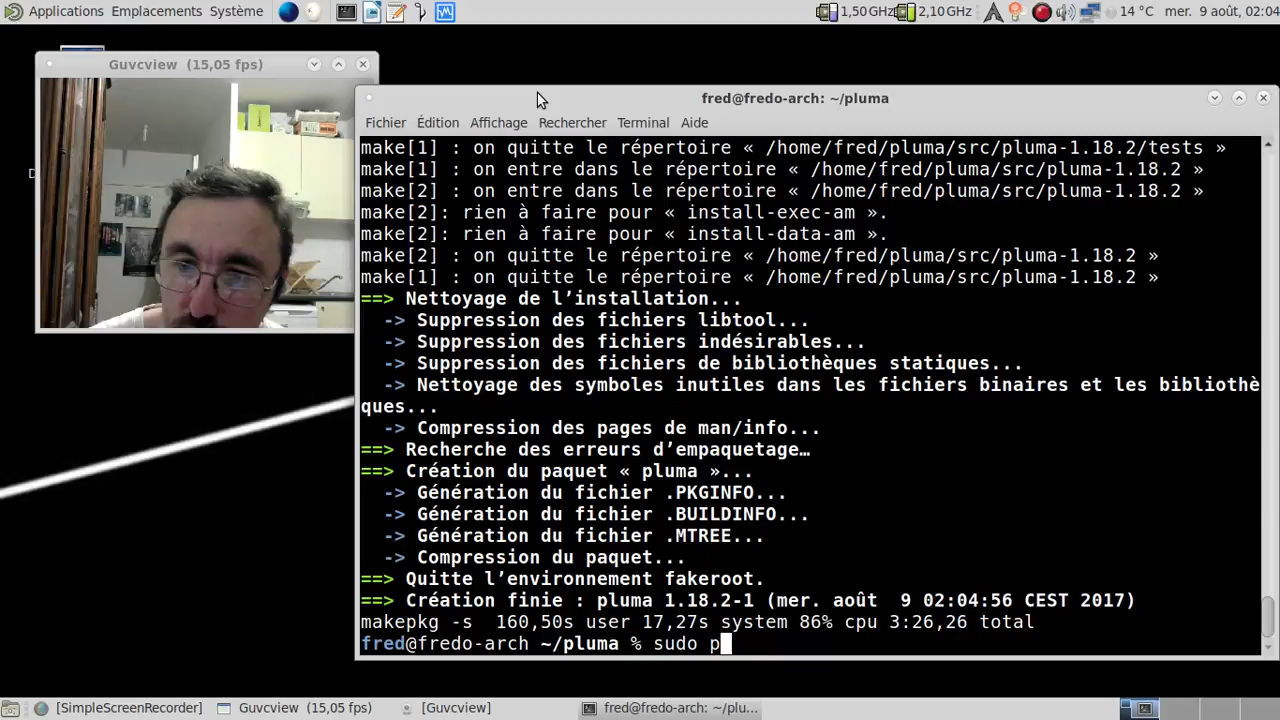 Applications Emplacements Système 1,50 GHz 2,10 GHz 14 °C mer. 9 août, 02:04
Guvcview (15,05 fps)
fred@fredo-arch: ~/pluma
Fichier Édition Affichage Rechercher Terminal Aide
make[1] : on quitte le répertoire « /home/fred/pluma/src/pluma-1.18.2/tests »
make[1] : on entre dans le répertoire « /home/fred/pluma/src/pluma-1.18.2 »
make[2] : on entre dans le répertoire « /home/fred/pluma/src/pluma-1.18.2 »
make[2]: rien à faire pour « install-exec-am ».
make[2]: rien à faire pour « install-data-am ».
make[2] : on quitte le répertoire « /home/fred/pluma/src/pluma-1.18.2 »
make[1] : on quitte le répertoire « /home/fred/pluma/src/pluma-1.18.2 »
==> Nettoyage de l’installation...
-> Suppression des fichiers libtool...
-> Suppression des fichiers indésirables...
-> Suppression des fichiers de bibliothèques statiques...
-> Nettoyage des symboles inutiles dans les fichiers binaires et les bibliothè
ques...
-> Compression des pages de man/info...
==> Recherche des erreurs d’empaquetage…
==> Création du paquet « pluma »...
-> Génération du fichier .PKGINFO...
-> Génération du fichier .BUILDINFO...
-> Génération du fichier .MTREE...
-> Compression du paquet...
==> Quitte l’environnement fakeroot.
==> Création finie : pluma 1.18.2-1 (mer. août  9 02:04:56 CEST 2017)
makepkg -s  160,50s user 17,27s system 86% cpu 3:26,26 total
fred@fredo-arch ~/pluma % sudo p
[SimpleScreenRecorder] Guvcview (15,05 fps) [Guvcview] fred@fredo-arch: ~/plu...